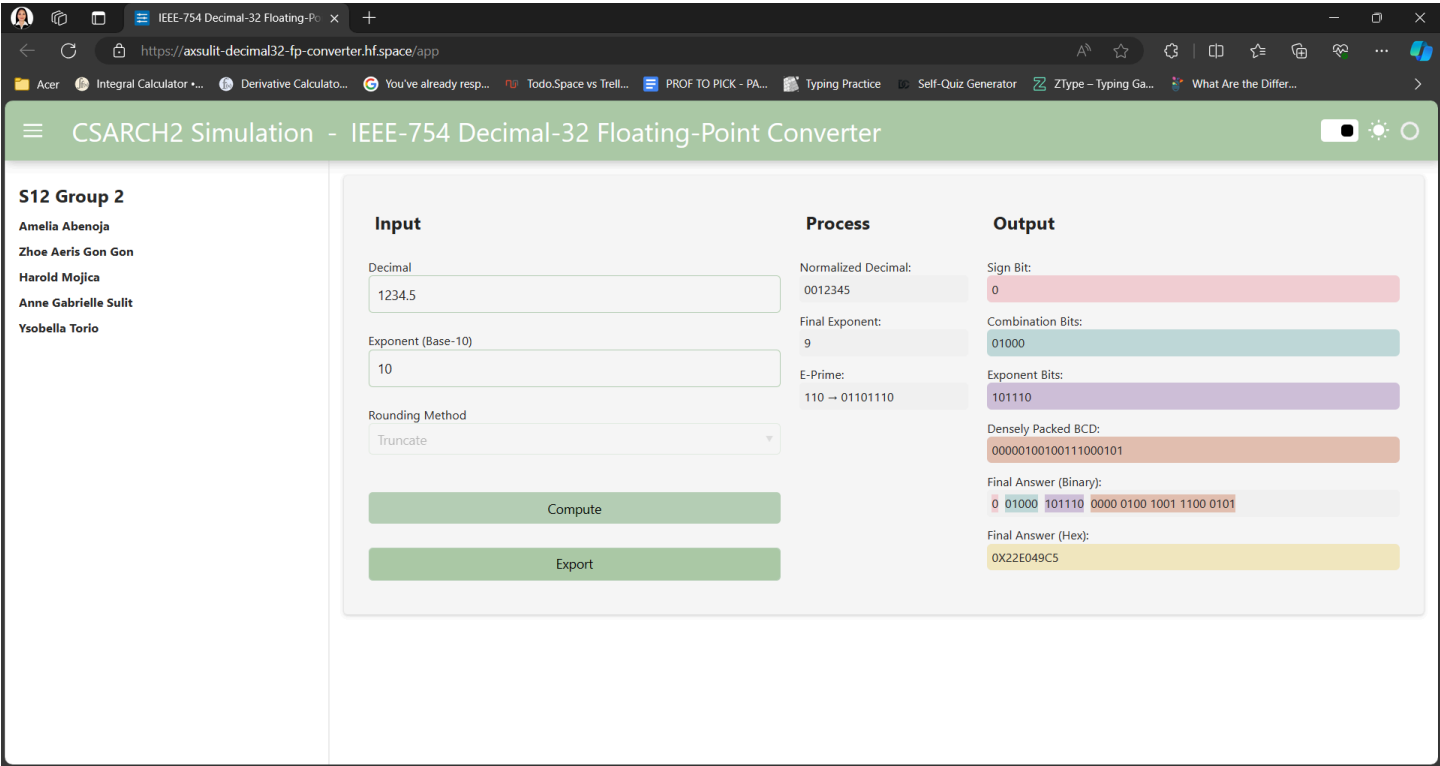 IEEE-754 Decimal-32 Floating-Po
https://axsulit-decimal32-fp-converter.hf.space/app
Acer
Integral Calculator •...
Derivative Calculato...
You've already resp...
Todo.Space vs Trell...
PROF TO PICK - PA...
Typing Practice
Self-Quiz Generator
ZType – Typing Ga...
What Are the Differ...
CSARCH2 Simulation - IEEE-754 Decimal-32 Floating-Point Converter
S12 Group 2
Amelia Abenoja
Zhoe Aeris Gon Gon
Harold Mojica
Anne Gabrielle Sulit
Ysobella Torio
Input
Decimal
1234.5
Exponent (Base-10)
10
Rounding Method
Truncate
Compute
Export
Process
Normalized Decimal:
0012345
Final Exponent:
9
E-Prime:
110 → 01101110
Output
Sign Bit:
0
Combination Bits:
01000
Exponent Bits:
101110
Densely Packed BCD:
00000100100111000101
Final Answer (Binary):
0 01000 101110 0000 0100 1001 1100 0101
Final Answer (Hex):
0X22E049C5